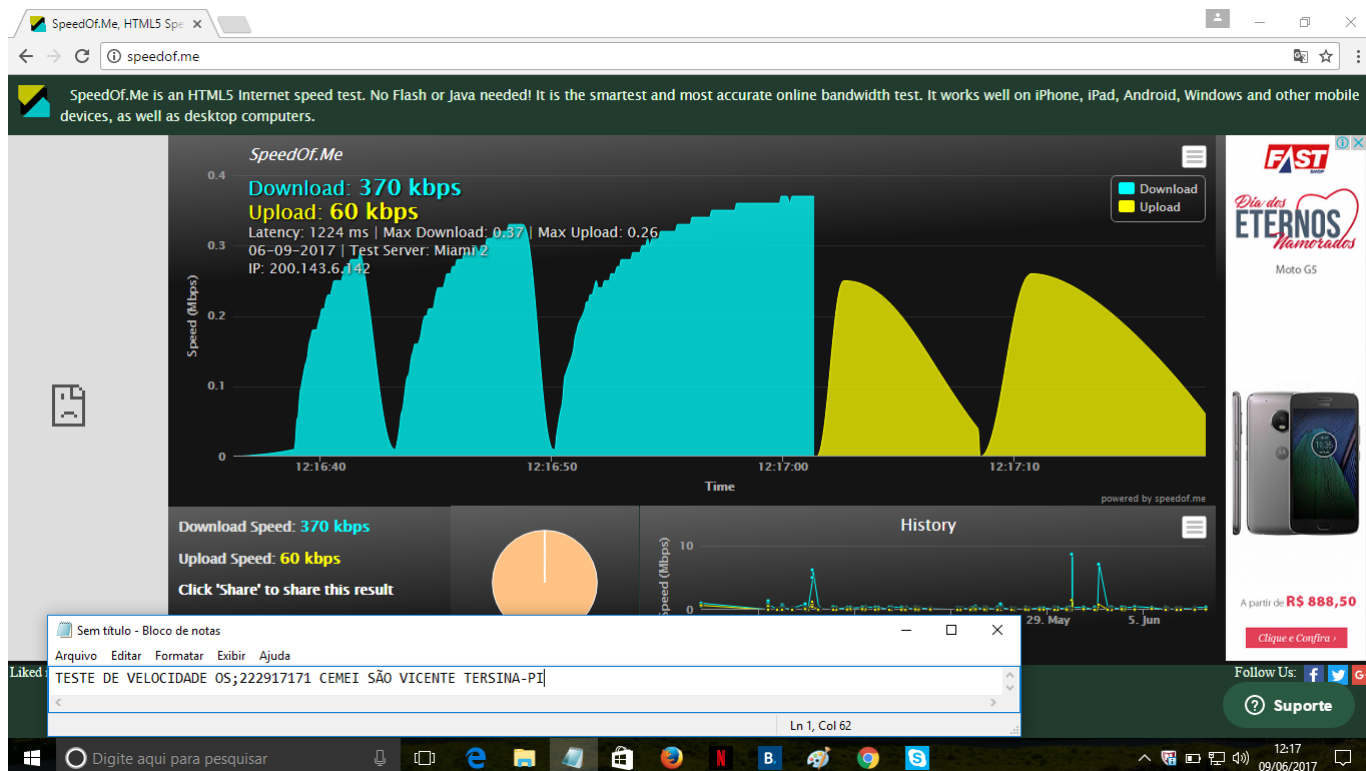 SpeedOf.Me, HTML5 Spe
speedof.me
SpeedOf.Me is an HTML5 Internet speed test. No Flash or Java needed! It is the smartest and most accurate online bandwidth test. It works well on iPhone, iPad, Android, Windows and other mobile
devices, as well as desktop computers.
SpeedOf.Me
Download: 370 kbps
Upload: 60 kbps
Latency: 1224 ms | Max Download: 0.37 | Max Upload: 0.26
06-09-2017 | Test Server: Miami 2
IP: 200.143.6.142
Download
Upload
0.4
0.3
0.2
0.1
0
Speed (Mbps)
12:16:40 12:16:50 12:17:00 12:17:10
Time
powered by speedof.me
FAST
SHOP
Dia dos
ETERNOS
Namorados
Moto G5
11:35
A partir de R$ 888,50
Clique e Confira ›
Download Speed: 370 kbps
Upload Speed: 60 kbps
Click 'Share' to share this result
History
10
0
Speed (Mbps)
29. May 5. Jun
Sem título - Bloco de notas
Arquivo Editar Formatar Exibir Ajuda
TESTE DE VELOCIDADE OS;222917171 CEMEI SÃO VICENTE TERSINA-PI
Ln 1, Col 62
Liked
Follow Us:
Suporte
Digite aqui para pesquisar
12:17
09/06/2017